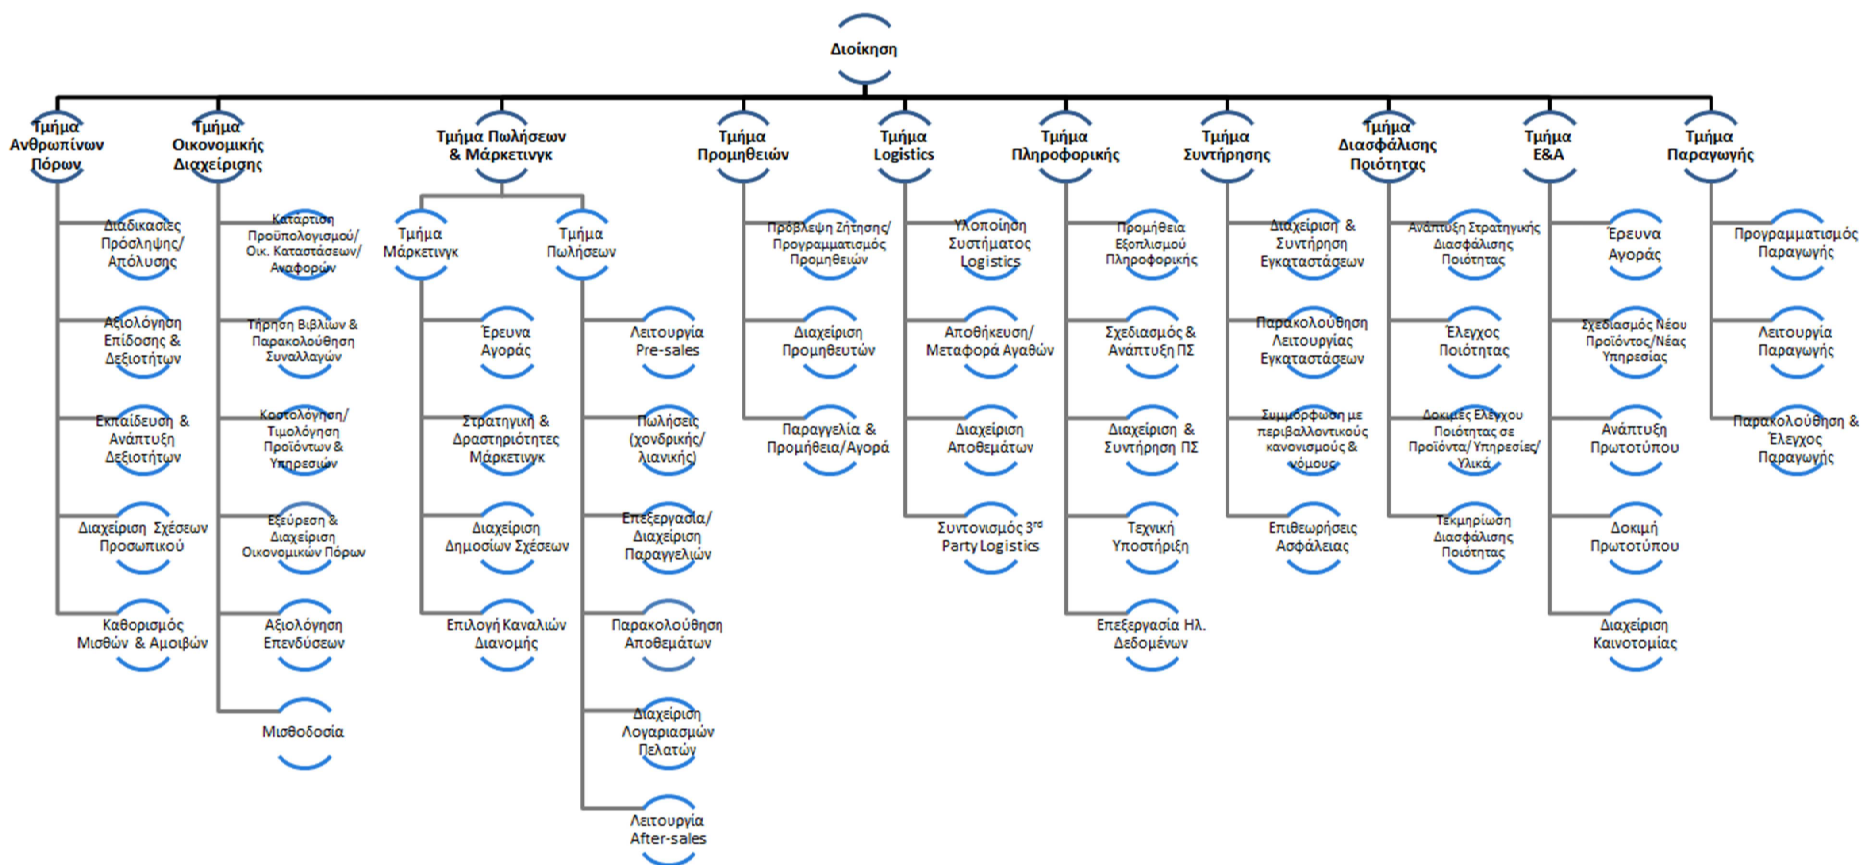 Διοίκηση
Τμήμα
Ανθρωπίνων
Πόρων
Τμήμα
Οικονομικής
Διαχείρισης
Τμήμα Πωλήσεων
& Μάρκετινγκ
Τμήμα
Προμηθειών
Τμήμα
Logistics
Τμήμα
Πληροφορικής
Τμήμα
Συντήρησης
Τμήμα
Διασφάλισης
Ποιότητας
Τμήμα
Ε&Α
Τμήμα
Παραγωγής
Διαδικασίες
Πρόσληψης/
Απόλυσης
Αξιολόγηση
Επίδοσης &
Δεξιοτήτων
Εκπαίδευση &
Ανάπτυξη
Δεξιοτήτων
Διαχείριση Σχέσεων
Προσωπικού
Καθορισμός
Μισθών & Αμοιβών
Κατάρτιση
Προϋπολογισμού/
Οικ. Καταστάσεων/
Αναφορών
Τήρηση Βιβλίων &
Παρακολούθηση
Συναλλαγών
Κοστολόγηση/
Τιμολόγηση
Προϊόντων &
Υπηρεσιών
Εξεύρεση &
Διαχείριση
Οικονομικών Πόρων
Αξιολόγηση
Επενδύσεων
Μισθοδοσία
Τμήμα
Μάρκετινγκ
Έρευνα
Αγοράς
Στρατηγική &
Δραστηριότητες
Μάρκετινγκ
Διαχείριση
Δημοσίων Σχέσεων
Επιλογή Καναλιών
Διανομής
Τμήμα
Πωλήσεων
Λειτουργία
Pre-sales
Πωλήσεις
(χονδρικής/
λιανικής)
Επεξεργασία/
Διαχείριση
Παραγγελιών
Παρακολούθηση
Αποθεμάτων
Διαχείριση
Λογαριασμών
Πελατών
Λειτουργία
After-sales
Πρόβλεψη Ζήτησης/
Προγραμματισμός
Προμηθειών
Διαχείριση
Προμηθευτών
Παραγγελία &
Προμήθεια/Αγορά
Υλοποίηση
Συστήματος
Logistics
Αποθήκευση/
Μεταφορά Αγαθών
Διαχείριση
Αποθεμάτων
Συντονισμός 3rd
Party Logistics
Προμήθεια
Εξοπλισμού
Πληροφορικής
Σχεδιασμός &
Ανάπτυξη ΠΣ
Διαχείριση &
Συντήρηση ΠΣ
Τεχνική
Υποστήριξη
Επεξεργασία Ηλ.
Δεδομένων
Διαχείριση &
Συντήρηση
Εγκαταστάσεων
Παρακολούθηση
Λειτουργίας
Εγκαταστάσεων
Συμμόρφωση με
περιβαλλοντικούς
κανονισμούς &
νόμους
Επιθεωρήσεις
Ασφάλειας
Ανάπτυξη Στρατηγικής
Διασφάλισης
Ποιότητας
Έλεγχος
Ποιότητας
Δοκιμές Ελέγχου
Ποιότητας σε
Προϊόντα/Υπηρεσίες/
Υλικά
Τεκμηρίωση
Διασφάλισης
Ποιότητας
Έρευνα
Αγοράς
Σχεδιασμός Νέου
Προϊόντος/Νέας
Υπηρεσίας
Ανάπτυξη
Πρωτοτύπου
Δοκιμή
Πρωτοτύπου
Διαχείριση
Καινοτομίας
Προγραμματισμός
Παραγωγής
Λειτουργία
Παραγωγής
Παρακολούθηση &
Έλεγχος
Παραγωγής